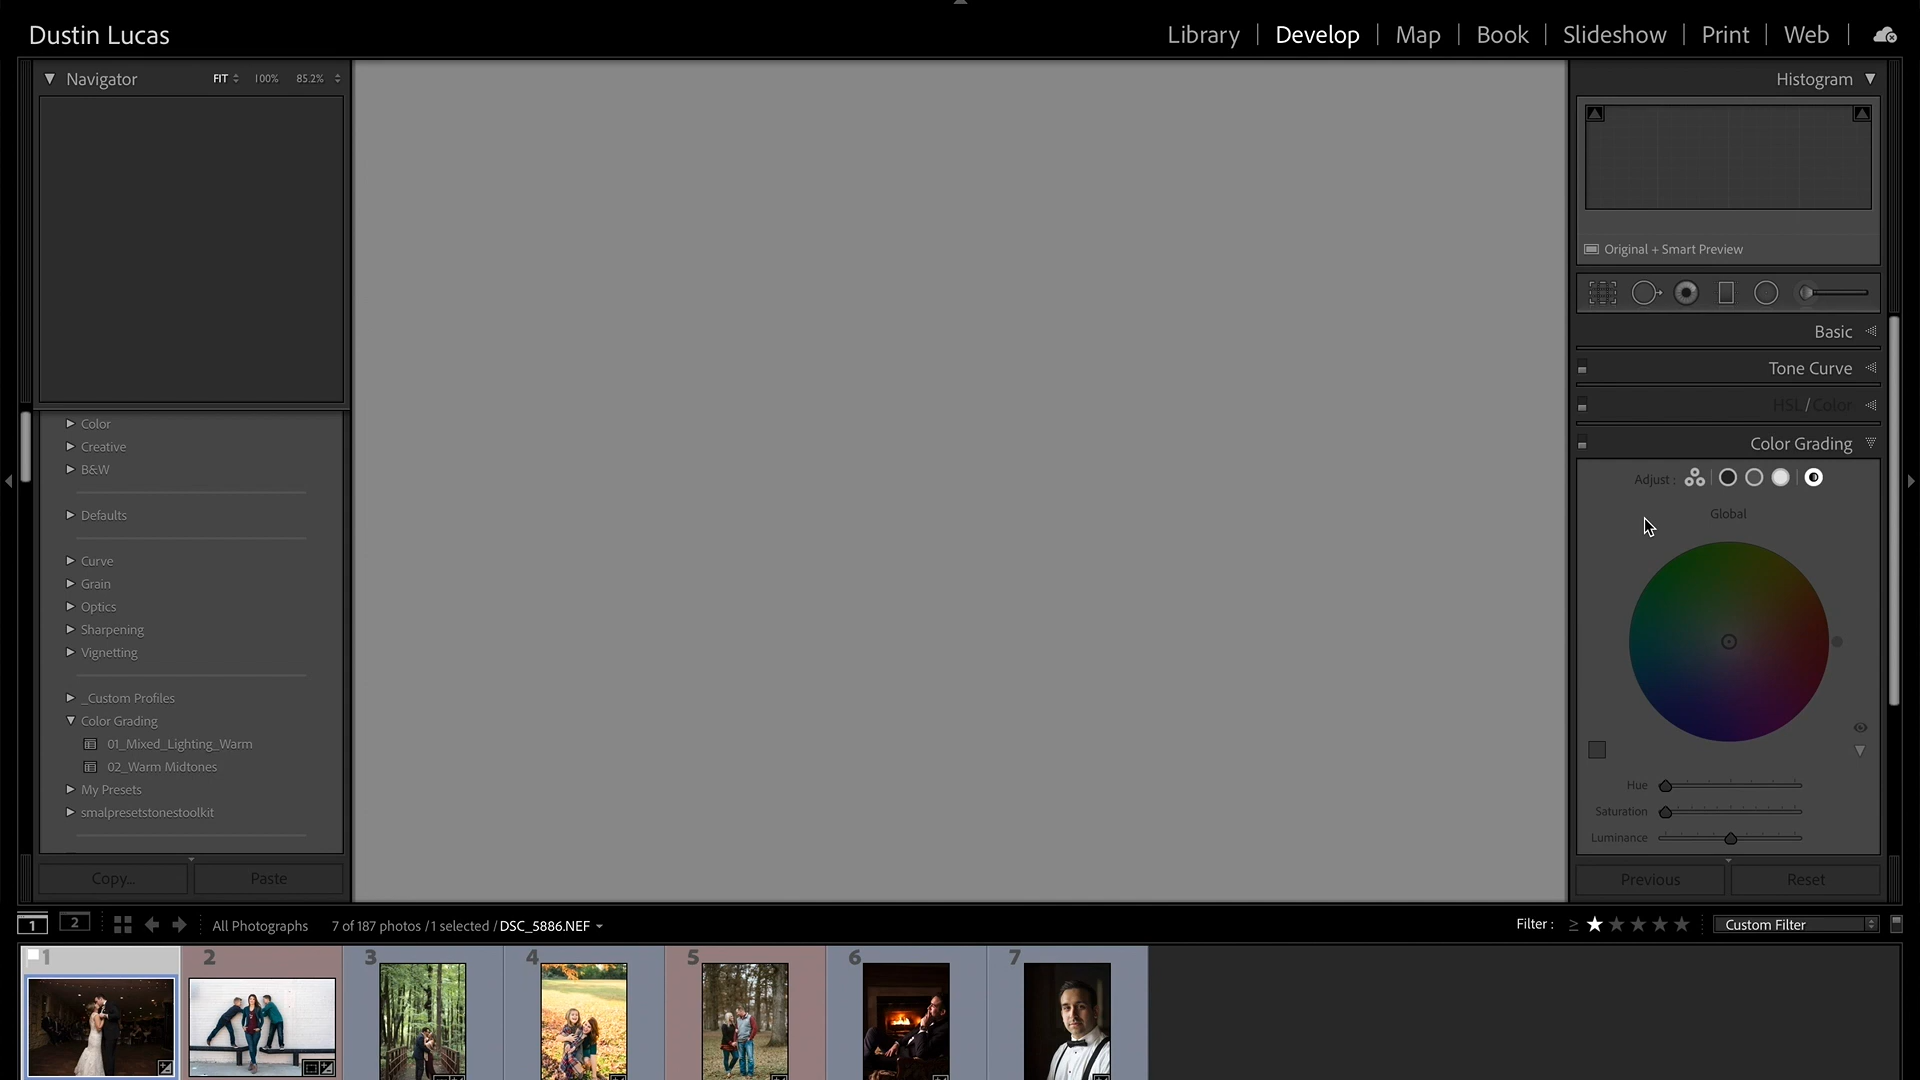 Dustin Lucas
Library | Develop | Map | Book | Slideshow | Print | Web
Navigator FIT 100% 85.2%
Histogram
Original + Smart Preview
Basic
Tone Curve
HSL / Color
Color Grading
Adjust :
Global
Hue
Saturation
Luminance
Previous Reset
Color
Creative
B&W
Defaults
Curve
Grain
Optics
Sharpening
Vignetting
_Custom Profiles
Color Grading
01_Mixed_Lighting_Warm
02_Warm Midtones
My Presets
smalpresetstonestoolkit
Copy... Paste
1 2 All Photographs 7 of 187 photos / 1 selected / DSC_5886.NEF Filter : ≥ Custom Filter
1 2 3 4 5 6 7